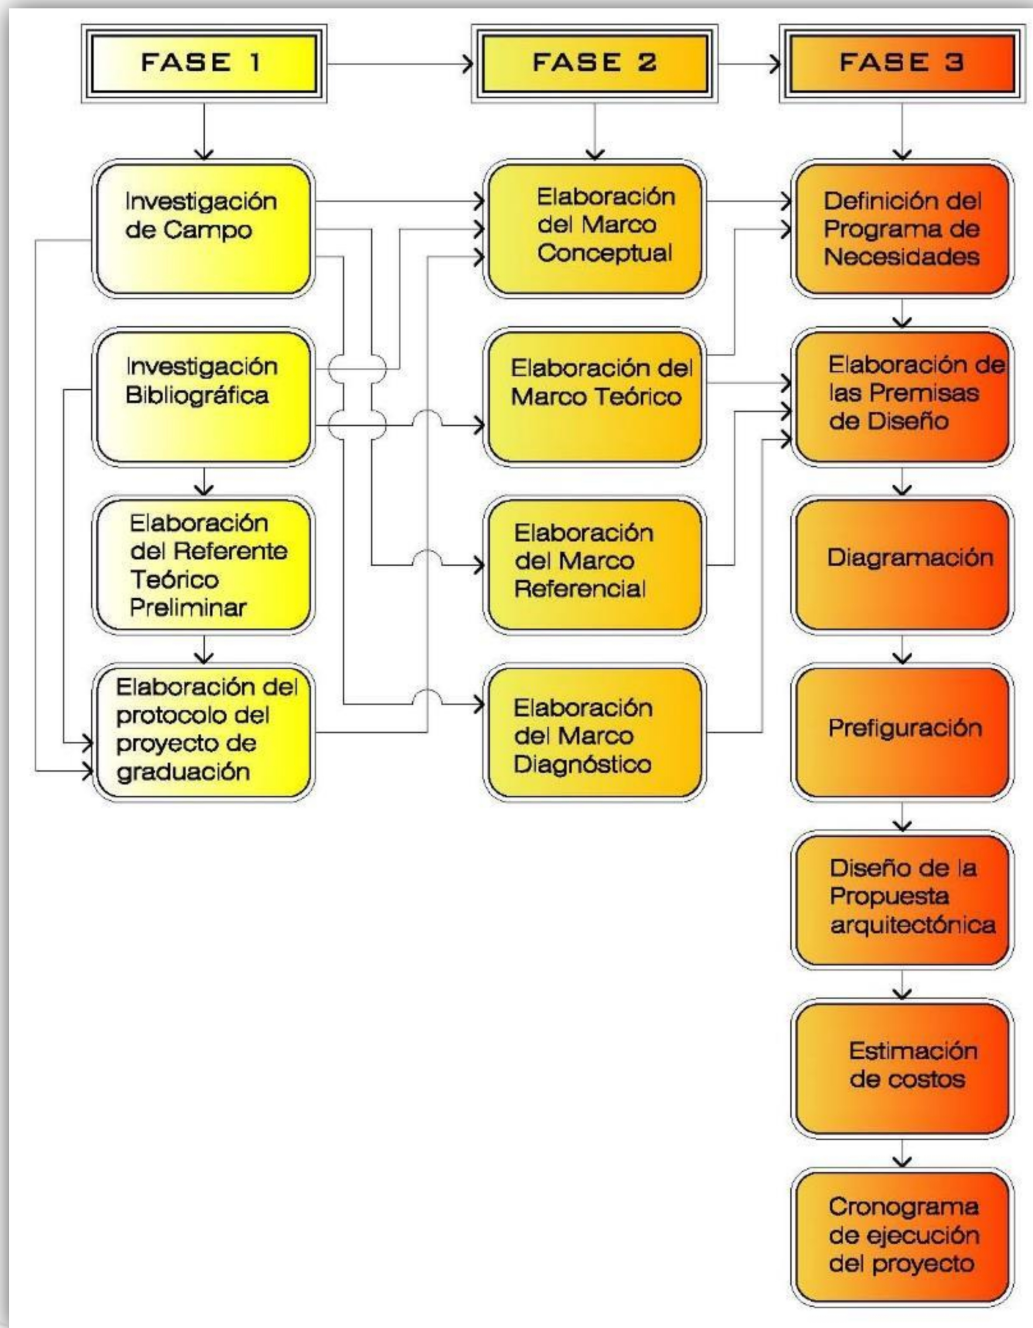 FASE 1
FASE 2
FASE 3
Investigación
de Campo
Investigación
Bibliográfica
Elaboración
del Referente
Teórico
Preliminar
Elaboración del
protocolo del
proyecto de
graduación
Elaboración
del Marco
Conceptual
Elaboración del
Marco Teórico
Elaboración
del Marco
Referencial
Elaboración
del Marco
Diagnóstico
Definición del
Programa de
Necesidades
Elaboración de
las Premisas
de Diseño
Diagramación
Prefiguración
Diseño de la
Propuesta
arquitectónica
Estimación
de costos
Cronograma
de ejecución
del proyecto